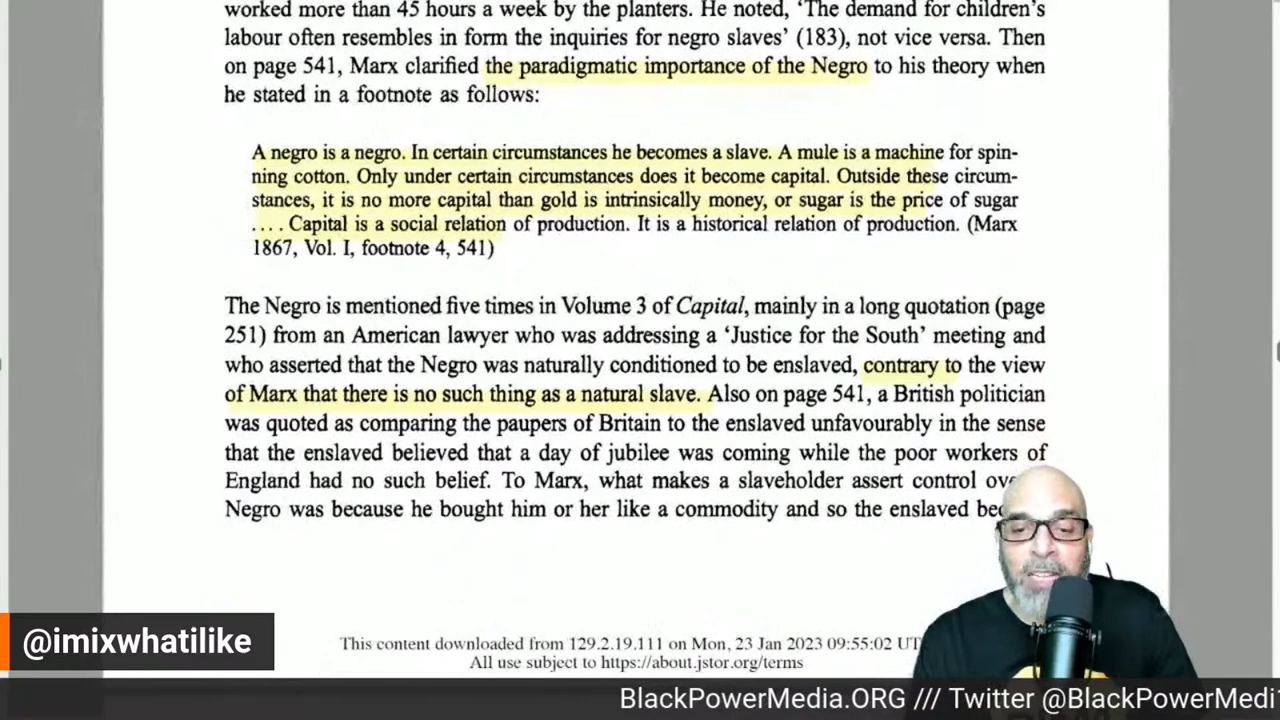 worked more than 45 hours a week by the planters. He noted, ‘The demand for children’s
labour often resembles in form the inquiries for negro slaves’ (183), not vice versa. Then
on page 541, Marx clarified the paradigmatic importance of the Negro to his theory when
he stated in a footnote as follows:
A negro is a negro. In certain circumstances he becomes a slave. A mule is a machine for spin-
ning cotton. Only under certain circumstances does it become capital. Outside these circum-
stances, it is no more capital than gold is intrinsically money, or sugar is the price of sugar
.... Capital is a social relation of production. It is a historical relation of production. (Marx
1867, Vol. I, footnote 4, 541)
The Negro is mentioned five times in Volume 3 of Capital, mainly in a long quotation (page
251) from an American lawyer who was addressing a ‘Justice for the South’ meeting and
who asserted that the Negro was naturally conditioned to be enslaved, contrary to the view
of Marx that there is no such thing as a natural slave. Also on page 541, a British politician
was quoted as comparing the paupers of Britain to the enslaved unfavourably in the sense
that the enslaved believed that a day of jubilee was coming while the poor workers of
England had no such belief. To Marx, what makes a slaveholder assert control
Negro was because he bought him or her like a commodity and so the enslaved
This content downloaded from 129.2.19.111 on Mon, 23 Jan 2023 09:55:02
All use subject to https://about.jstor.org/terms
@imixwhatilike
BlackPowerMedia.ORG /// Twitter @BlackPowerMedi